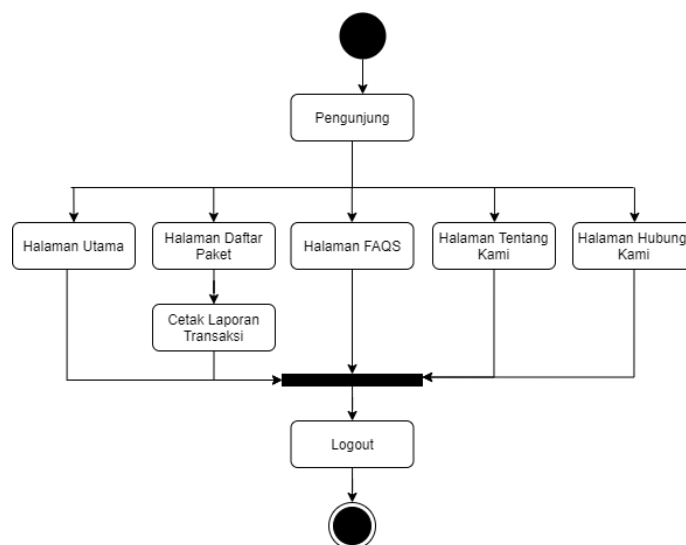 Pengunjung
Halaman Utama
Halaman Daftar
Paket
Halaman FAQS
Halaman Tentang
Kami
Halaman Hubung
Kami
Cetak Laporan
Transaksi
Logout